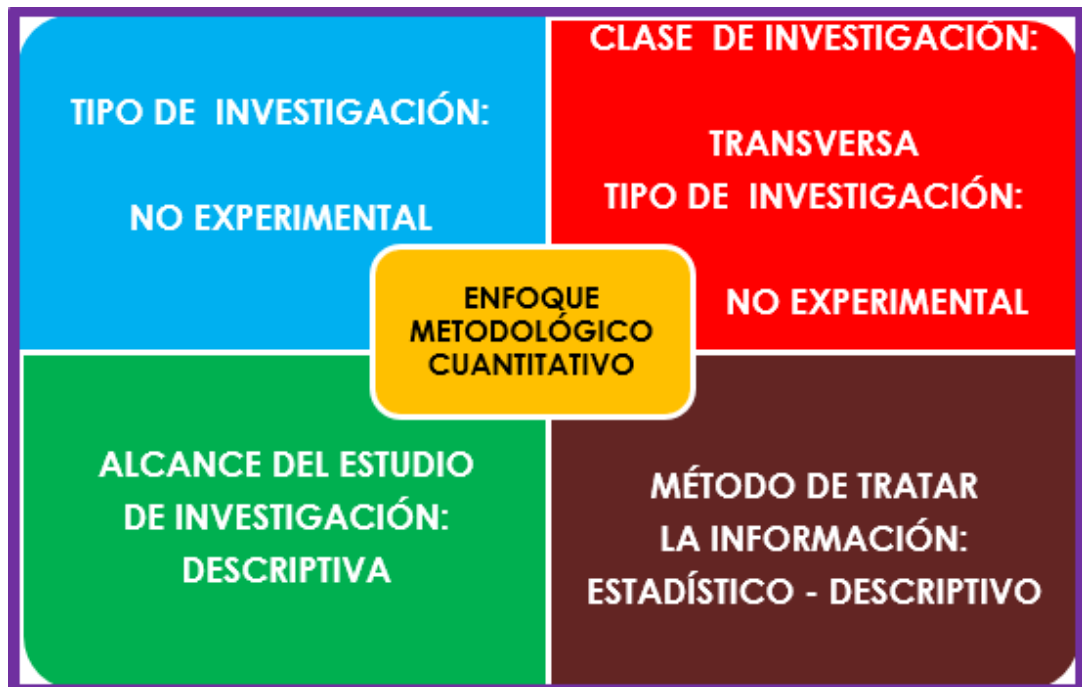 TIPO DE INVESTIGACIÓN:
NO EXPERIMENTAL
CLASE DE INVESTIGACIÓN:
TRANSVERSA
TIPO DE INVESTIGACIÓN:
NO EXPERIMENTAL
ENFOQUE
METODOLÓGICO
CUANTITATIVO
ALCANCE DEL ESTUDIO
DE INVESTIGACIÓN:
DESCRIPTIVA
MÉTODO DE TRATAR
LA INFORMACIÓN:
ESTADÍSTICO - DESCRIPTIVO